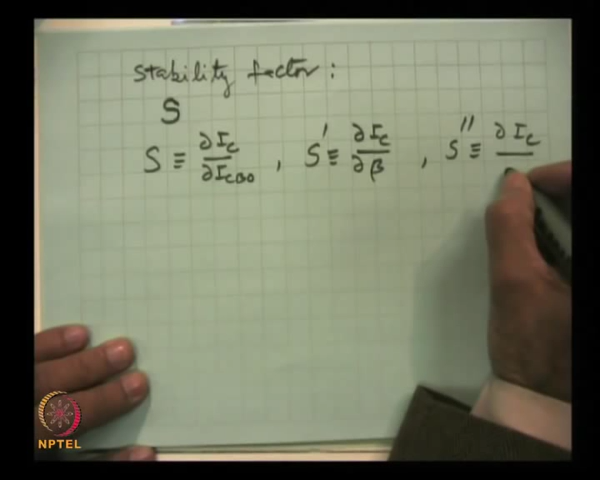 Stability factor :
S
S ≡ ∂I_C/∂I_CBO , S′ ≡ ∂I_C/∂β , S″ ≡ ∂I_C/
NPTEL